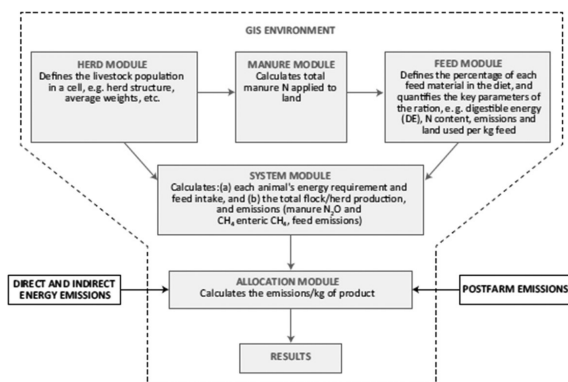 GIS ENVIRONMENT
HERD MODULE
Defines the livestock population
in a cell, e.g. herd structure,
average weights, etc.
MANURE MODULE
Calculates total
manure N applied to
land
FEED MODULE
Defines the percentage of each
feed material in the diet, and
quantifies the key parameters of
the ration, e.g. digestible energy
(DE), N content, emissions and
land used per kg feed
SYSTEM MODULE
Calculates:(a) each animal's energy requirement and
feed intake, and (b) the total flock/herd production,
and emissions (manure N₂O and
CH₄ enteric CH₄, feed emissions)
DIRECT AND INDIRECT
ENERGY EMISSIONS
ALLOCATION MODULE
Calculates the emissions/kg of product
POSTFARM EMISSIONS
RESULTS